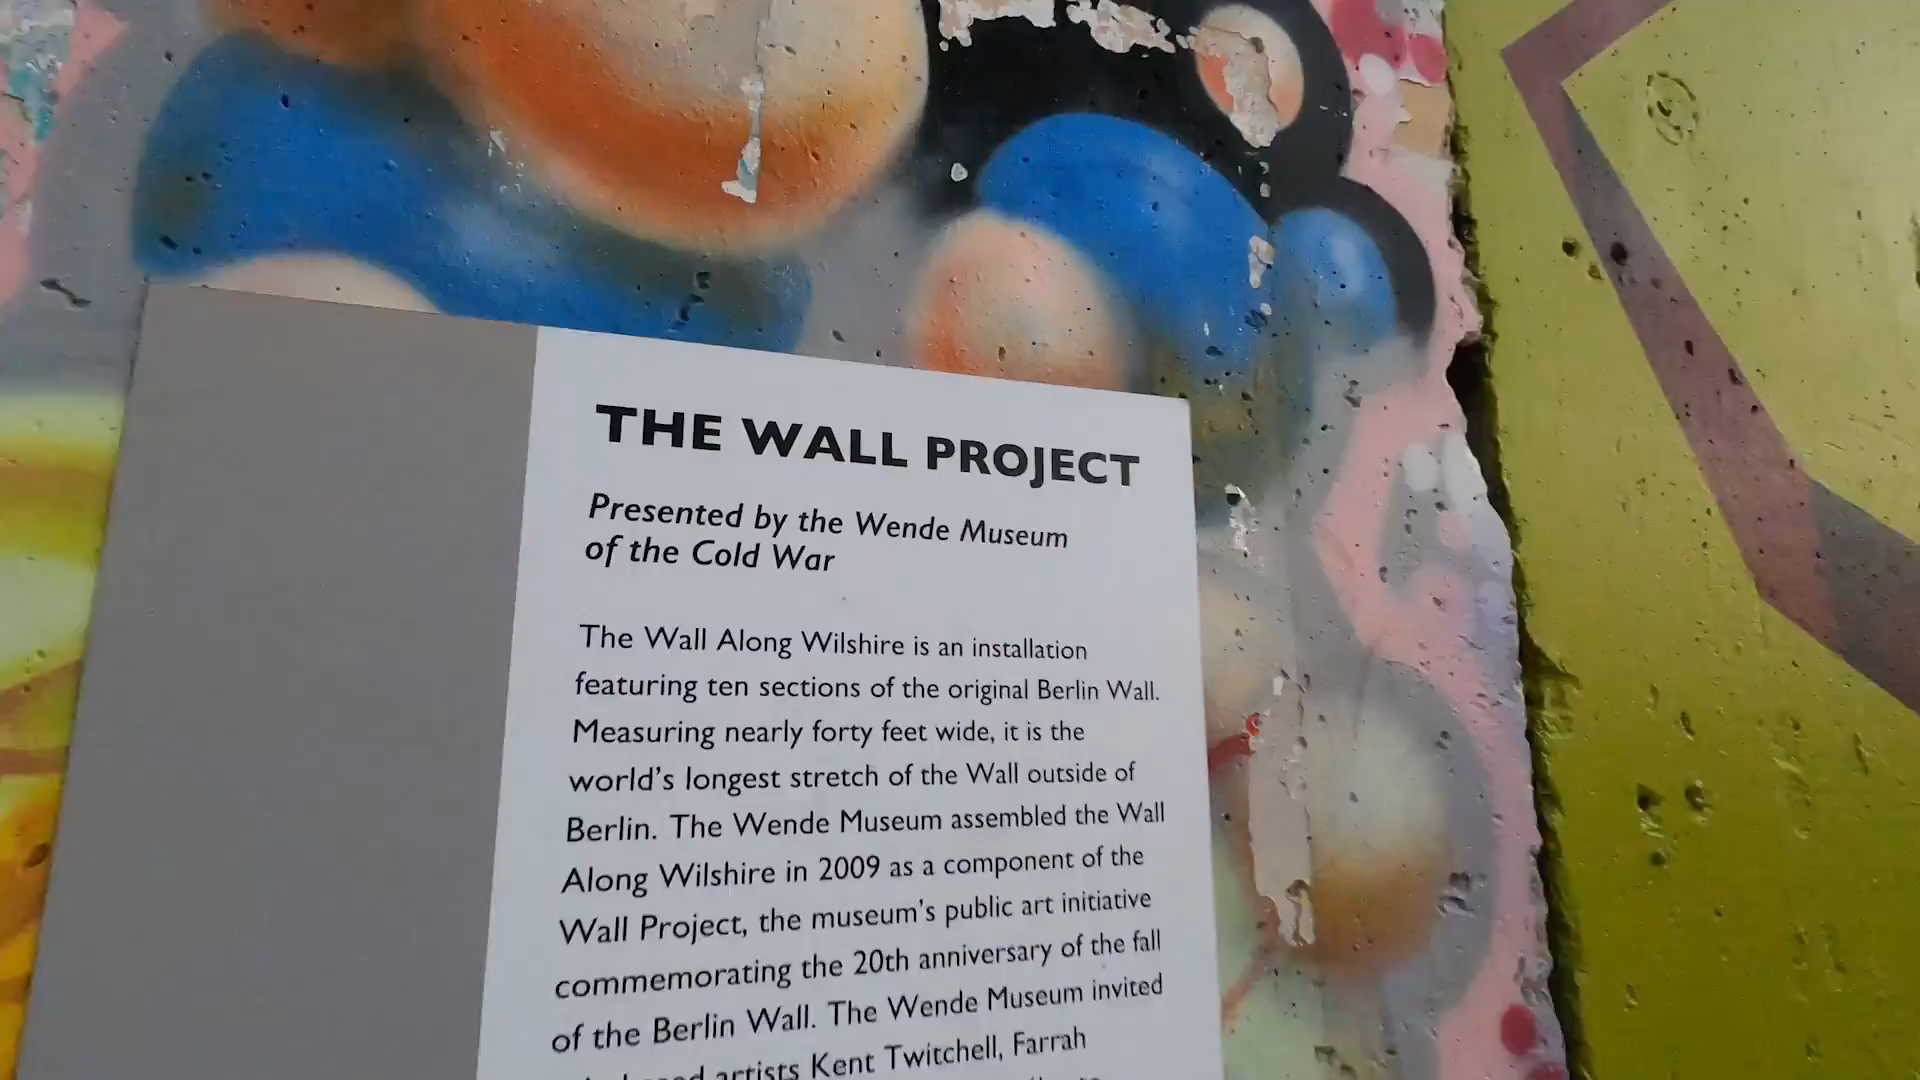 THE WALL PROJECT
Presented by the Wende Museum
of the Cold War
The Wall Along Wilshire is an installation
featuring ten sections of the original Berlin Wall.
Measuring nearly forty feet wide, it is the
world's longest stretch of the Wall outside of
Berlin. The Wende Museum assembled the Wall
Along Wilshire in 2009 as a component of the
Wall Project, the museum's public art initiative
commemorating the 20th anniversary of the fall
of the Berlin Wall. The Wende Museum invited
artists Kent Twitchell, Farrah